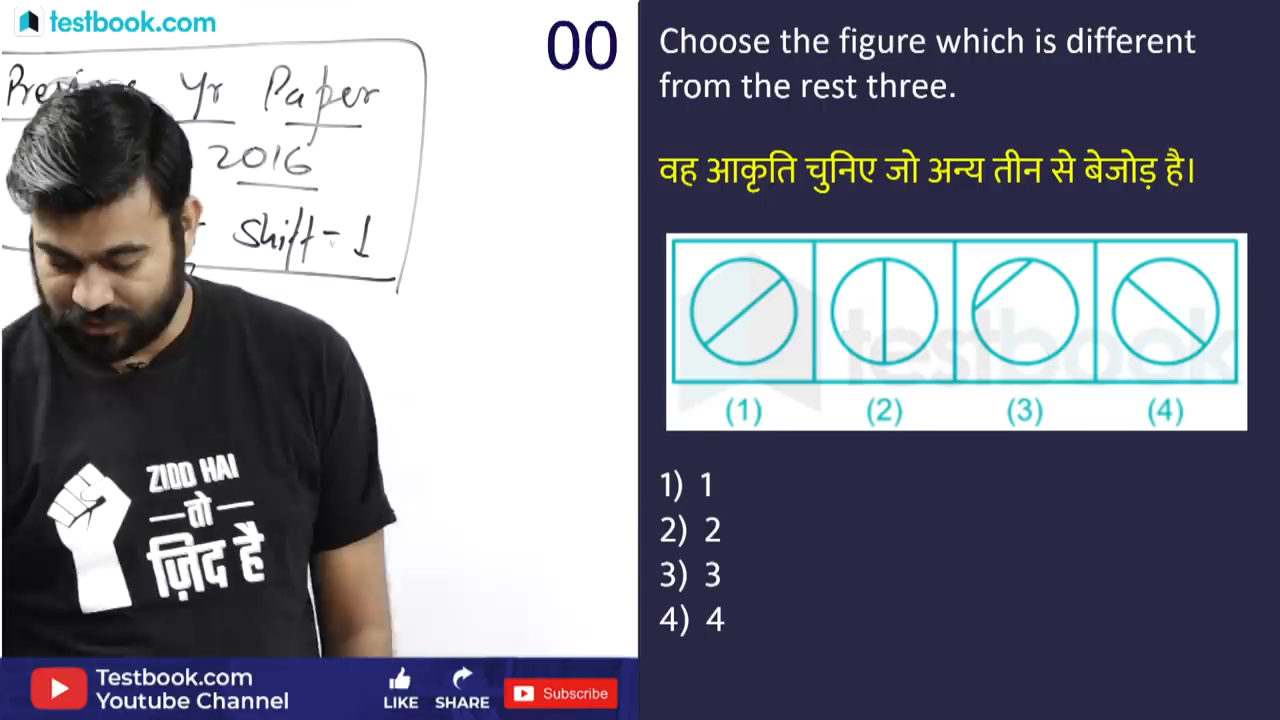 testbook.com
Previous Yr Paper
2016
Shift - 1
00
Choose the figure which is different
from the rest three.
वह आकृति चुनिए जो अन्य तीन से बेजोड़ है।
testbook
(1) (2) (3) (4)
1) 1
2) 2
3) 3
4) 4
ZIDD HAI
तो
ज़िद है
Testbook.com
Youtube Channel
LIKE
SHARE
Subscribe